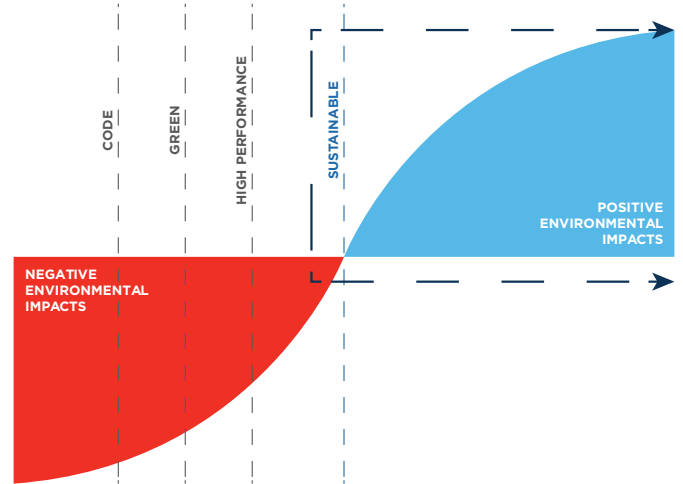 CODE
GREEN
HIGH PERFORMANCE
SUSTAINABLE
POSITIVE
ENVIRONMENTAL
IMPACTS
NEGATIVE
ENVIRONMENTAL
IMPACTS